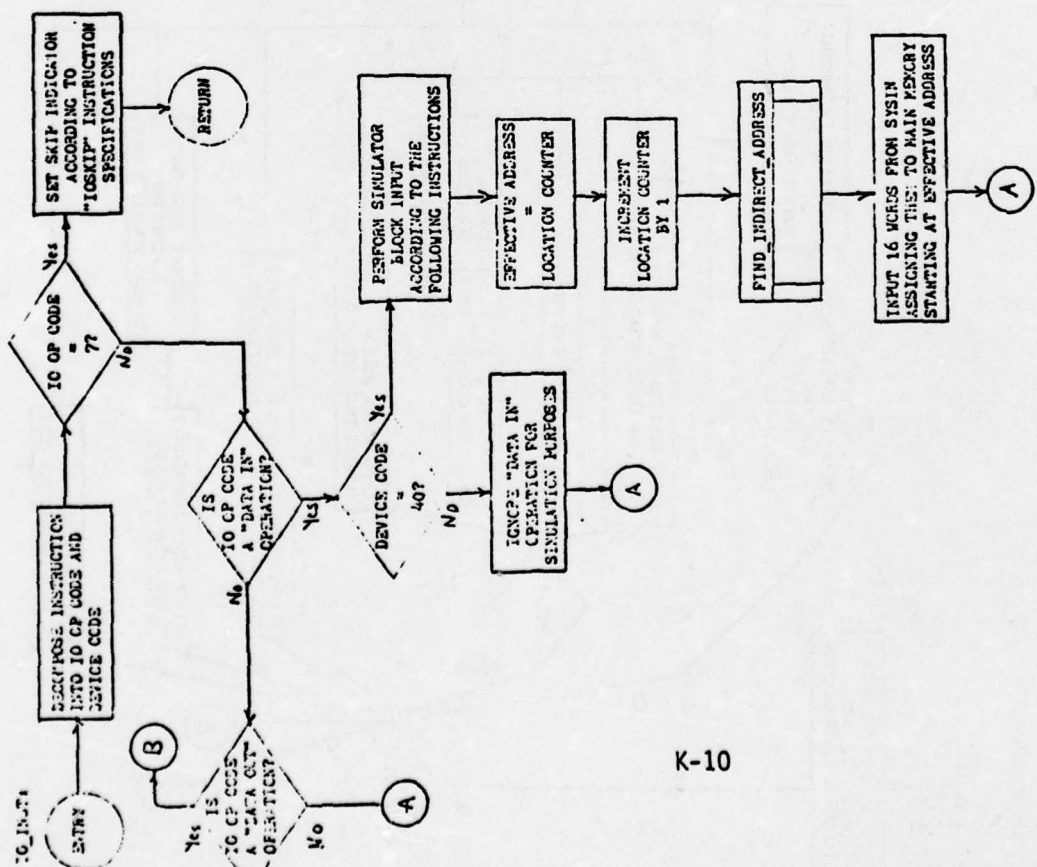 IO_INST:
ENTRY
DECOMPOSE INSTRUCTION
INTO IO OP CODE AND
DEVICE CODE
IO OP CODE
=
7?
Yes
No
SET SKIP INDICATOR
ACCORDING TO
"IOSKIP" INSTRUCTION
SPECIFICATIONS
RETURN
IS
IO OP CODE
A "DATA IN"
OPERATION?
Yes
No
IS
IO OP CODE
A "DATA OUT"
OPERATION?
Yes
No
B
A
DEVICE CODE
=
40?
Yes
No
IGNORE "DATA IN"
OPERATION FOR
SIMULATION PURPOSES
A
PERFORM SIMULATOR
BLOCK INPUT
ACCORDING TO THE
FOLLOWING INSTRUCTIONS
EFFECTIVE ADDRESS
=
LOCATION COUNTER
INCREMENT
LOCATION COUNTER
BY 1
FIND_INDIRECT_ADDRESS
INPUT 16 WORDS FROM SYSIN
ASSIGNING THEM TO MAIN MEMORY
STARTING AT EFFECTIVE ADDRESS
A
K-10